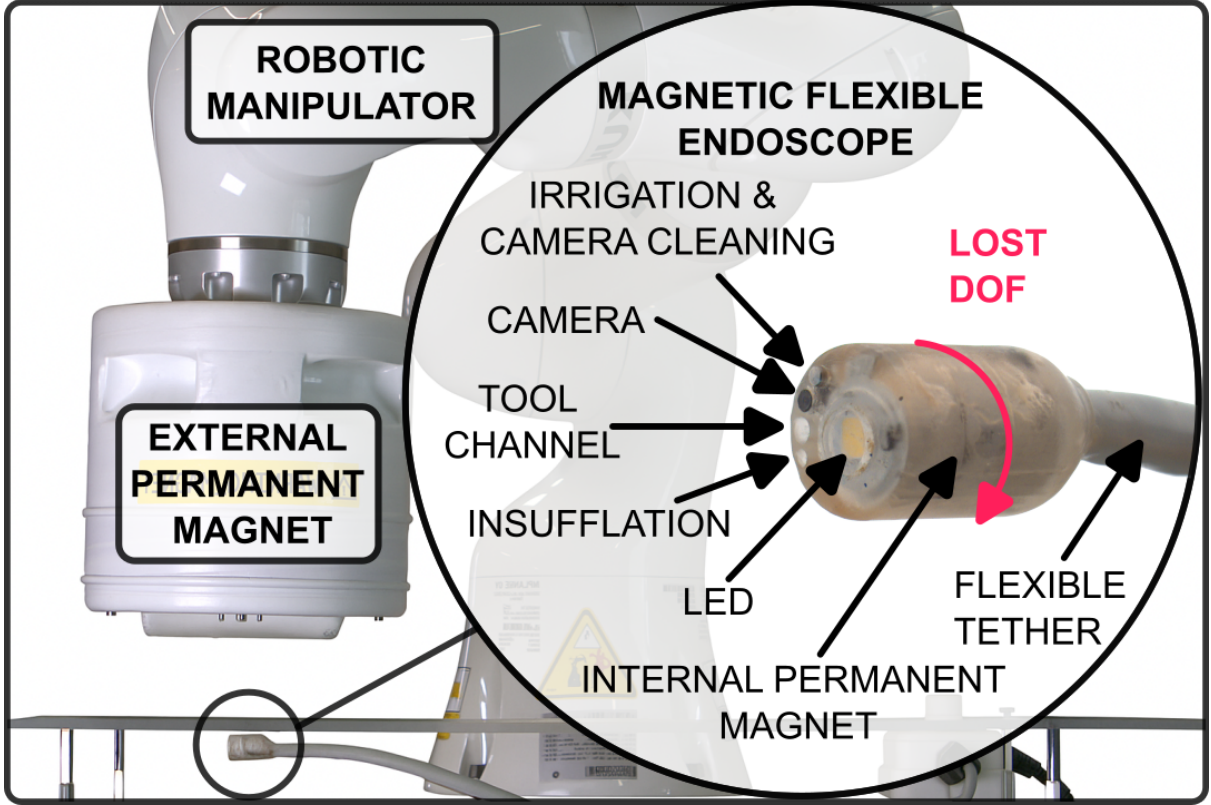 ROBOTIC
MANIPULATOR
MAGNETIC FLEXIBLE
ENDOSCOPE
IRRIGATION &
CAMERA CLEANING
LOST
DOF
CAMERA
TOOL
CHANNEL
EXTERNAL
PERMANENT
MAGNET
INSUFFLATION
LED
FLEXIBLE
TETHER
INTERNAL PERMANENT
MAGNET